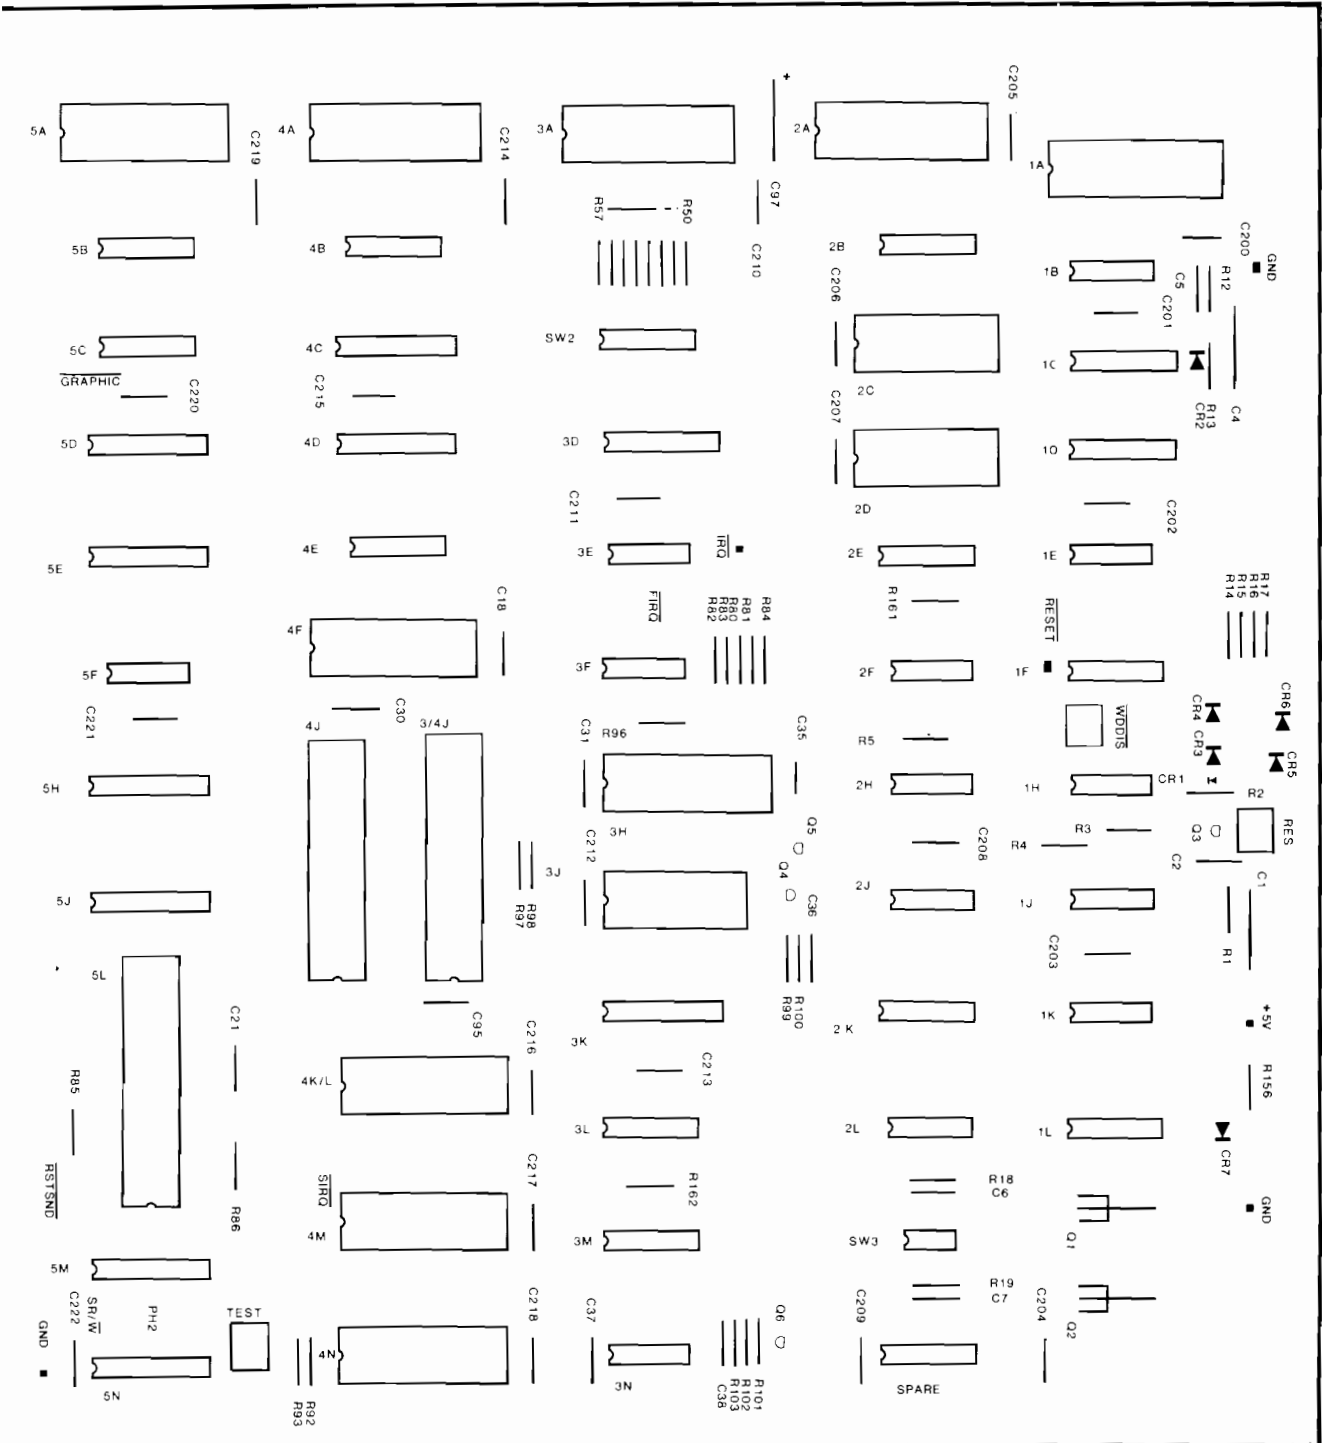 +
C205
5A
4A
3A
2A
1A
C219
C214
C97
R57
R50
C200
GND
5B
4B
C210
2B
1B
C5
R12
C206
C201
5C
4C
SW2
1C
GRAPHIC
C220
C215
2C
C207
CR2
R13
C4
5D
4D
3D
1D
C211
2D
C202
5E
4E
3E
IRQ
2E
1E
C18
FIRQ
R82
R83
R80
R81
R84
R161
RESET
R14
R15
R16
R17
4F
5F
3F
2F
1F
C221
C30
4J
3/4J
C31
R96
C35
R5
WDDIS
CR4
CR6
CR3
CR5
5H
2H
1H
CR1
R2
3H
Q5
R3
Q3
RES
C212
C208
R4
Q4
C2
C1
3J
2J
5J
1J
R97
R98
C36
C203
R1
5L
R99
R100
C21
C95
C216
3K
2K
1K
+5V
R85
4K/L
C213
R156
3L
2L
1L
CR7
RSTSND
SIRQ
C217
R162
R18
C6
R86
4M
3M
SW3
Q1
GND
5M
R19
C7
GND
C222
SR/W
PH2
TEST
C218
C37
Q6
C209
C204
Q2
4N
5N
R93
R92
3N
C38
R103
R102
R101
SPARE